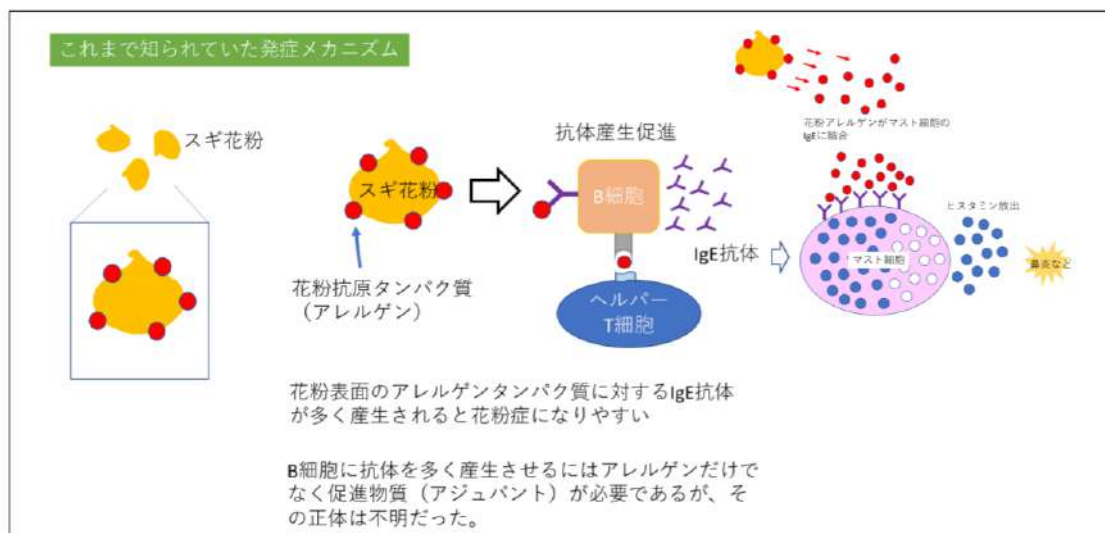 これまで知られていた発症メカニズム
スギ花粉
スギ花粉
花粉抗原タンパク質
（アレルゲン）
抗体産生促進
B細胞
IgE抗体
ヘルパー
T細胞
花粉アレルゲンがマスト細胞の
IgEに結合
マスト細胞
ヒスタミン放出
鼻炎など
花粉表面のアレルゲンタンパク質に対するIgE抗体
が多く産生されると花粉症になりやすい
B細胞に抗体を多く産生させるにはアレルゲンだけで
なく促進物質（アジュバント）が必要であるが、そ
の正体は不明だった。